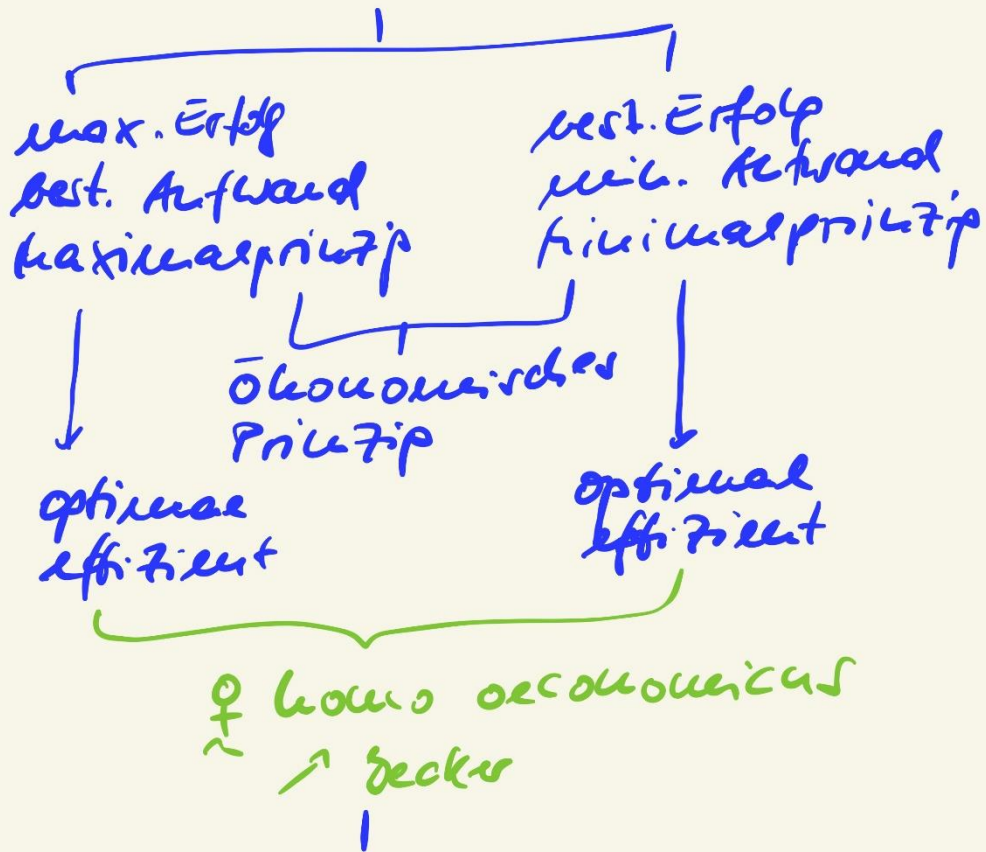 max. Erfolg
best. Aufwand
Maximalprinzip
best. Erfolg
min. Aufwand
Minimalprinzip
Ökonomisches
Prinzip
optimal
effizient
optimal
effizient
♀ homo oeconomicus
↗ Becker